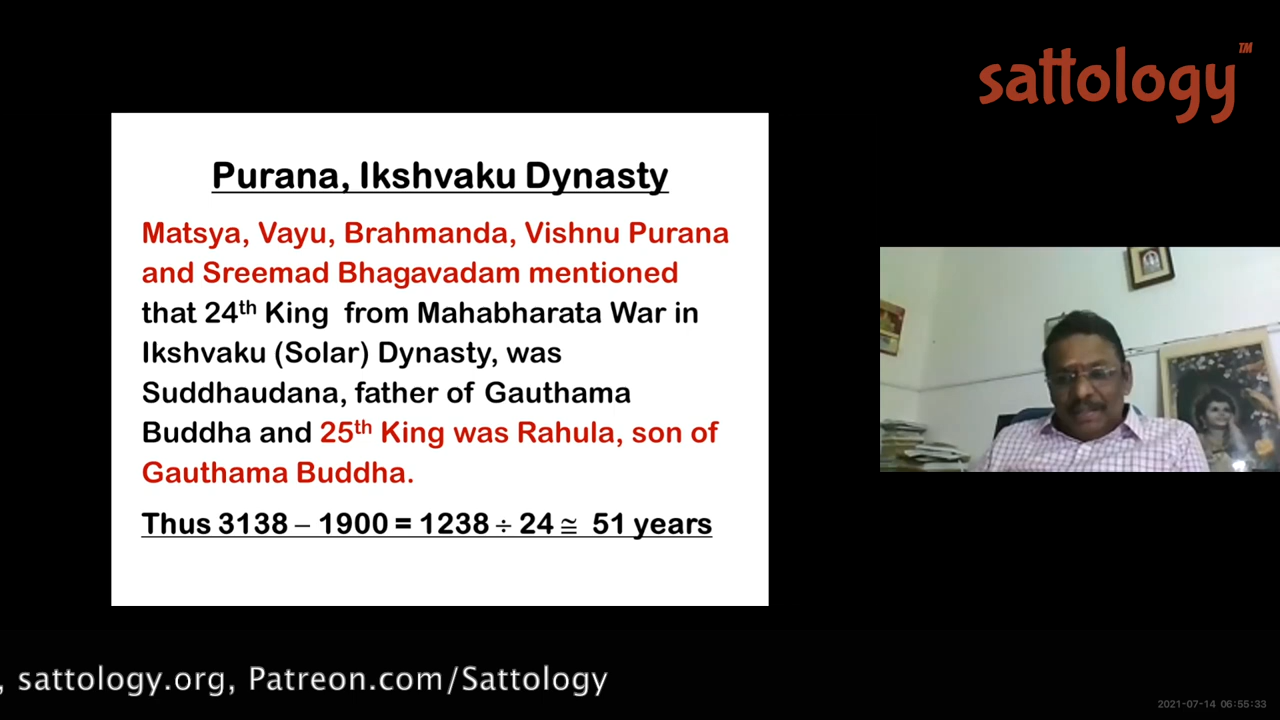 sattology™
Purana, Ikshvaku Dynasty
Matsya, Vayu, Brahmanda, Vishnu Purana
and Sreemad Bhagavadam mentioned
that 24th King from Mahabharata War in
Ikshvaku (Solar) Dynasty, was
Suddhaudana, father of Gauthama
Buddha and 25th King was Rahula, son of
Gauthama Buddha.
Thus 3138 – 1900 = 1238 ÷ 24 ≅ 51 years
, sattology.org, Patreon.com/Sattology
2021-07-14 06:55:33